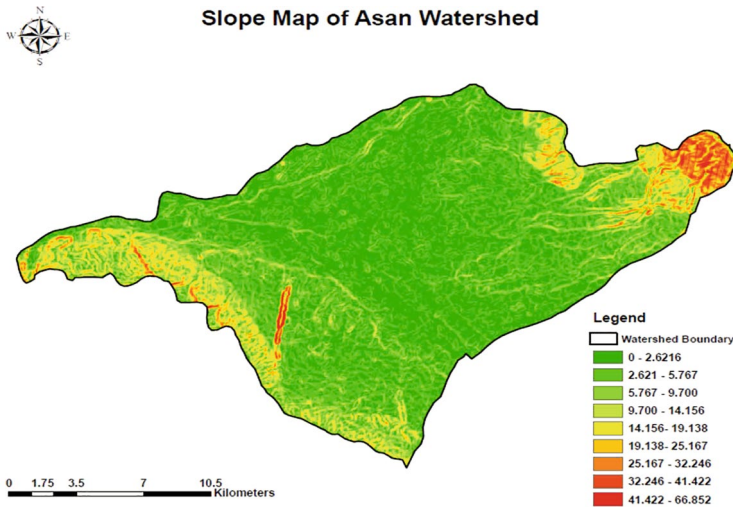 Slope Map of Asan Watershed
N
W E
S
Legend
Watershed Boundary
0 - 2.6216
2.621 - 5.767
5.767 - 9.700
9.700 - 14.156
14.156- 19.138
19.138- 25.167
25.167 - 32.246
32.246 - 41.422
41.422 - 66.852
0 1.75 3.5 7 10.5
Kilometers